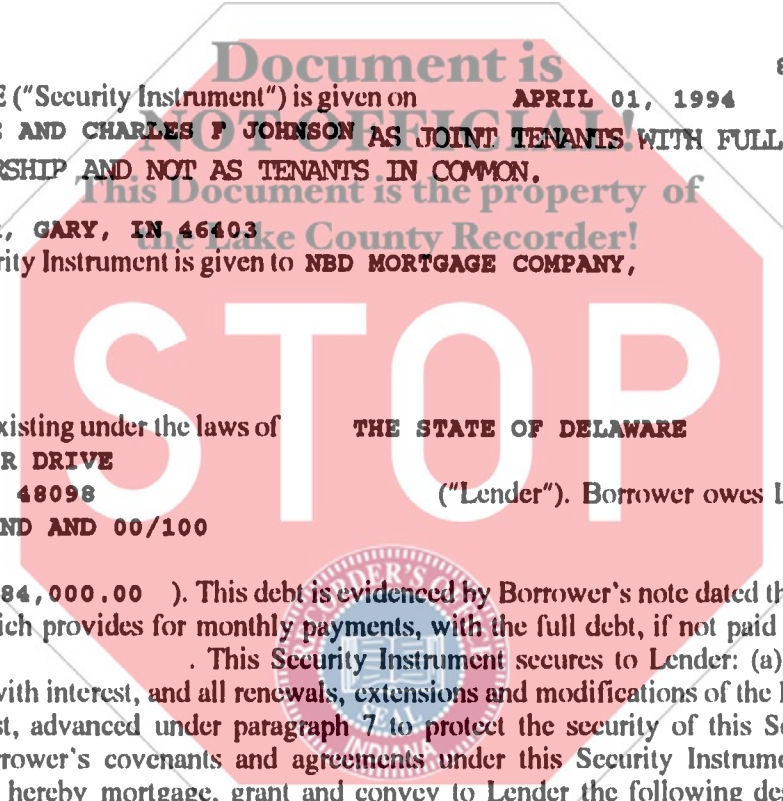 Document is
E ("Security Instrument") is given on APRIL 01, 1994
NOT OFFICIAL!
AND CHARLES F JOHNSON AS JOINT TENANTS WITH FULL
RSHIP AND NOT AS TENANTS IN COMMON.
This Document is the property of
, GARY, IN 46403
the Lake County Recorder!
rity Instrument is given to NBD MORTGAGE COMPANY,
STOP
xisting under the laws of THE STATE OF DELAWARE
R DRIVE
48098 ("Lender"). Borrower owes L
ND AND 00/100
84,000.00 ). This debt is evidenced by Borrower's note dated th
ich provides for monthly payments, with the full debt, if not paid
. This Security Instrument secures to Lender: (a)
with interest, and all renewals, extensions and modifications of the
st, advanced under paragraph 7 to protect the security of this Se
rrower's covenants and agreements under this Security Instrume
hereby mortgage, grant and convey to Lender the following de
RECORDER'S OFFICE
SEAL
INDIANA